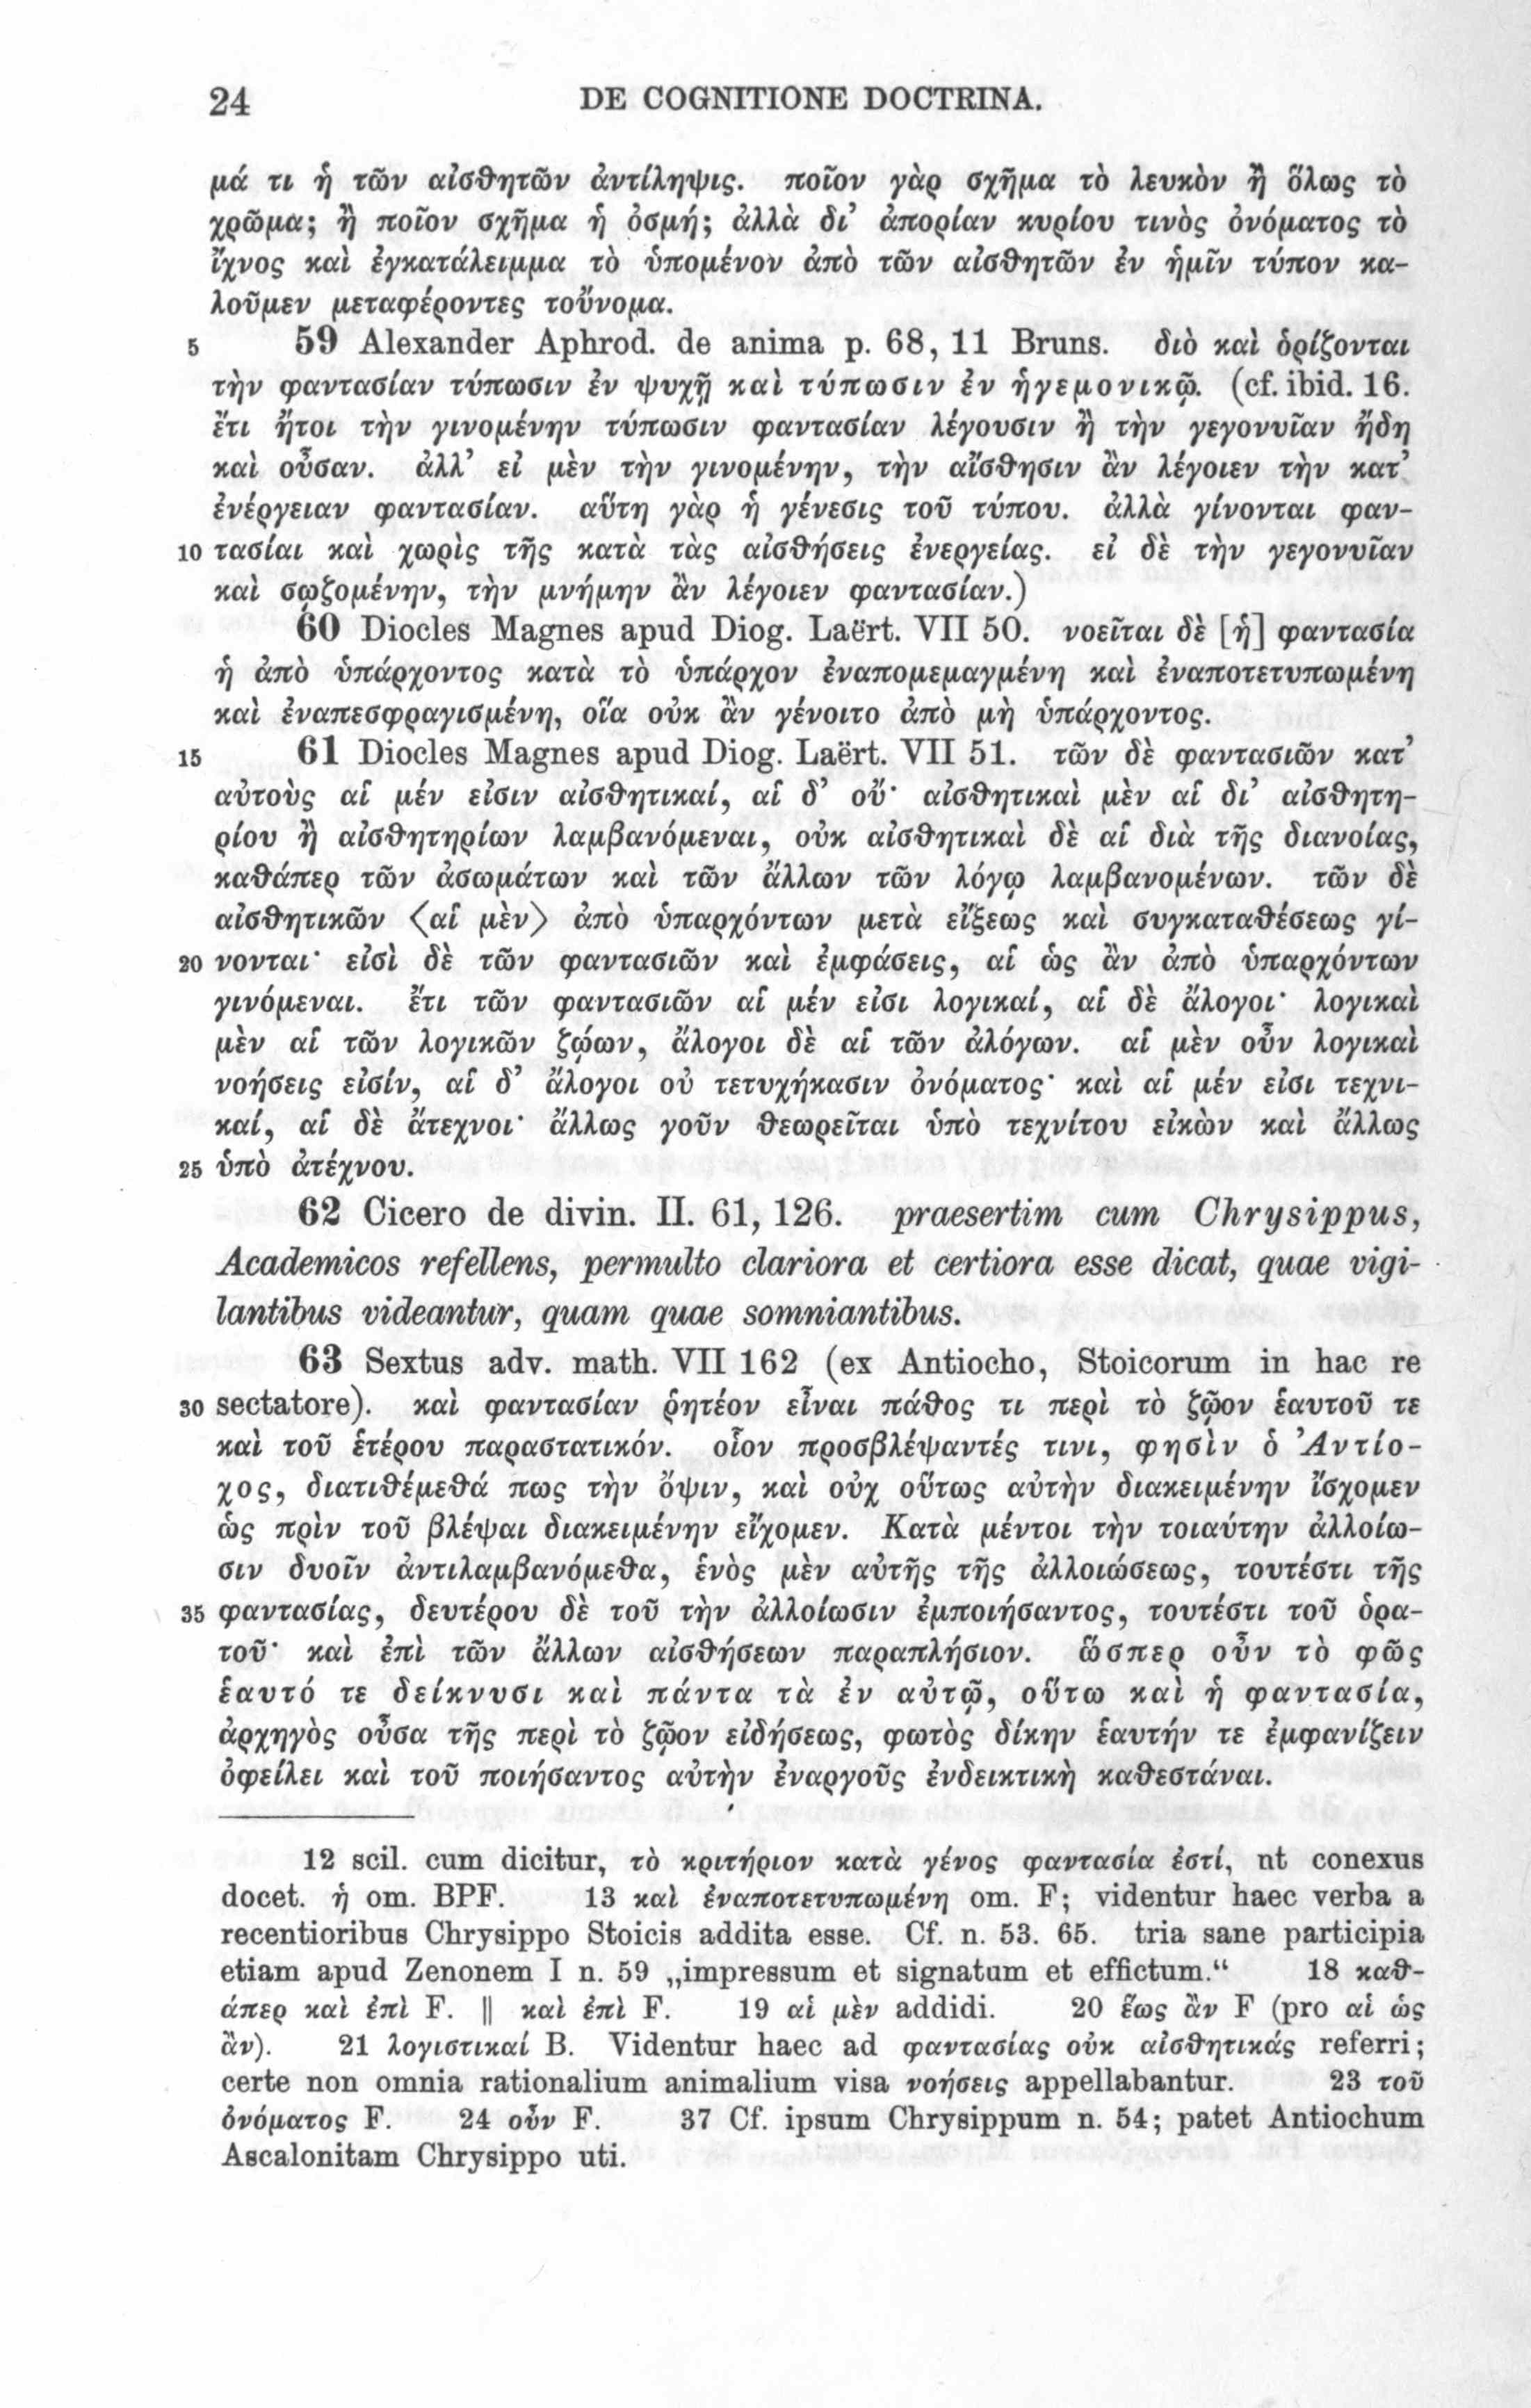 24 DE COGNITIONE DOCTRINA.
μά τι ἡ τῶν αἰσθητῶν ἀντίληψις. ποῖον γὰρ σχῆμα τὸ λευκὸν ἢ ὅλως τὸ
χρῶμα; ἢ ποῖον σχῆμα ἡ ὀσμή; ἀλλὰ δι’ ἀπορίαν κυρίου τινὸς ὀνόματος τὸ
ἴχνος καὶ ἐγκατάλειμμα τὸ ὑπομένον ἀπὸ τῶν αἰσθητῶν ἐν ἡμῖν τύπον κα-
λοῦμεν μεταφέροντες τοὔνομα.
5 59 Alexander Aphrod. de anima p. 68, 11 Bruns. διὸ καὶ ὁρίζονται
τὴν φαντασίαν τύπωσιν ἐν ψυχῇ καὶ τύπωσιν ἐν ἡγεμονικῷ. (cf. ibid. 16.
ἔτι ἤτοι τὴν γινομένην τύπωσιν φαντασίαν λέγουσιν ἢ τὴν γεγονυῖαν ἤδη
καὶ οὖσαν. ἀλλ’ εἰ μὲν τὴν γινομένην, τὴν αἴσθησιν ἂν λέγοιεν τὴν κατ’
ἐνέργειαν φαντασίαν. αὕτη γὰρ ἡ γένεσις τοῦ τύπου. ἀλλὰ γίνονται φαν-
10 τασίαι καὶ χωρὶς τῆς κατὰ τὰς αἰσθήσεις ἐνεργείας. εἰ δὲ τὴν γεγονυῖαν
καὶ σῳζομένην, τὴν μνήμην ἂν λέγοιεν φαντασίαν.)
60 Diocles Magnes apud Diog. Laërt. VII 50. νοεῖται δὲ [ἡ] φαντασία
ἡ ἀπὸ ὑπάρχοντος κατὰ τὸ ὑπάρχον ἐναπομεμαγμένη καὶ ἐναποτετυπωμένη
καὶ ἐναπεσφραγισμένη, οἵα οὐκ ἂν γένοιτο ἀπὸ μὴ ὑπάρχοντος.
15 61 Diocles Magnes apud Diog. Laërt. VII 51. τῶν δὲ φαντασιῶν κατ’
αὐτοὺς αἱ μέν εἰσιν αἰσθητικαί, αἱ δ’ οὔ· αἰσθητικαὶ μὲν αἱ δι’ αἰσθητη-
ρίου ἢ αἰσθητηρίων λαμβανόμεναι, οὐκ αἰσθητικαὶ δὲ αἱ διὰ τῆς διανοίας,
καθάπερ τῶν ἀσωμάτων καὶ τῶν ἄλλων τῶν λόγῳ λαμβανομένων. τῶν δὲ
αἰσθητικῶν 〈αἱ μὲν〉 ἀπὸ ὑπαρχόντων μετὰ εἴξεως καὶ συγκαταθέσεως γί-
20 νονται· εἰσὶ δὲ τῶν φαντασιῶν καὶ ἐμφάσεις, αἱ ὡς ἂν ἀπὸ ὑπαρχόντων
γινόμεναι. ἔτι τῶν φαντασιῶν αἱ μέν εἰσι λογικαί, αἱ δὲ ἄλογοι· λογικαὶ
μὲν αἱ τῶν λογικῶν ζῴων, ἄλογοι δὲ αἱ τῶν ἀλόγων. αἱ μὲν οὖν λογικαὶ
νοήσεις εἰσίν, αἱ δ’ ἄλογοι οὐ τετυχήκασιν ὀνόματος· καὶ αἱ μέν εἰσι τεχνι-
καί, αἱ δὲ ἄτεχνοι· ἄλλως γοῦν θεωρεῖται ὑπὸ τεχνίτου εἰκὼν καὶ ἄλλως
25 ὑπὸ ἀτέχνου.
62 Cicero de divin. II. 61, 126. praesertim cum Chrysippus,
Academicos refellens, permulto clariora et certiora esse dicat, quae vigi-
lantibus videantur, quam quae somniantibus.
63 Sextus adv. math. VII 162 (ex Antiocho, Stoicorum in hac re
30 sectatore). καὶ φαντασίαν ῥητέον εἶναι πάθος τι περὶ τὸ ζῷον ἑαυτοῦ τε
καὶ τοῦ ἑτέρου παραστατικόν. οἷον προσβλέψαντές τινι, φησὶν ὁ Ἀντίο-
χος, διατιθέμεθά πως τὴν ὄψιν, καὶ οὐχ οὕτως αὐτὴν διακειμένην ἴσχομεν
ὡς πρὶν τοῦ βλέψαι διακειμένην εἴχομεν. Κατὰ μέντοι τὴν τοιαύτην ἀλλοίω-
σιν δυοῖν ἀντιλαμβανόμεθα, ἑνὸς μὲν αὐτῆς τῆς ἀλλοιώσεως, τουτέστι τῆς
35 φαντασίας, δευτέρου δὲ τοῦ τὴν ἀλλοίωσιν ἐμποιήσαντος, τουτέστι τοῦ ὁρα-
τοῦ· καὶ ἐπὶ τῶν ἄλλων αἰσθήσεων παραπλήσιον. ὥσπερ οὖν τὸ φῶς
ἑαυτό τε δείκνυσι καὶ πάντα τὰ ἐν αὐτῷ, οὕτω καὶ ἡ φαντασία,
ἀρχηγὸς οὖσα τῆς περὶ τὸ ζῷον εἰδήσεως, φωτὸς δίκην ἑαυτήν τε ἐμφανίζειν
ὀφείλει καὶ τοῦ ποιήσαντος αὐτὴν ἐναργοῦς ἐνδεικτικὴ καθεστάναι.
12 scil. cum dicitur, τὸ κριτήριον κατὰ γένος φαντασία ἐστί, ut conexus
docet. ἡ om. BPF. 13 καὶ ἐναποτετυπωμένη om. F; videntur haec verba a
recentioribus Chrysippo Stoicis addita esse. Cf. n. 53. 65. tria sane participia
etiam apud Zenonem I n. 59 „impressum et signatum et effictum.“ 18 καθ-
άπερ καὶ ἐπὶ F. || καὶ ἐπὶ F. 19 αἱ μὲν addidi. 20 ἕως ἂν F (pro αἱ ὡς
ἂν). 21 λογιστικαί B. Videntur haec ad φαντασίας οὐκ αἰσθητικάς referri;
certe non omnia rationalium animalium visa νοήσεις appellabantur. 23 τοῦ
ὀνόματος F. 24 οὖν F. 37 Cf. ipsum Chrysippum n. 54; patet Antiochum
Ascalonitam Chrysippo uti.